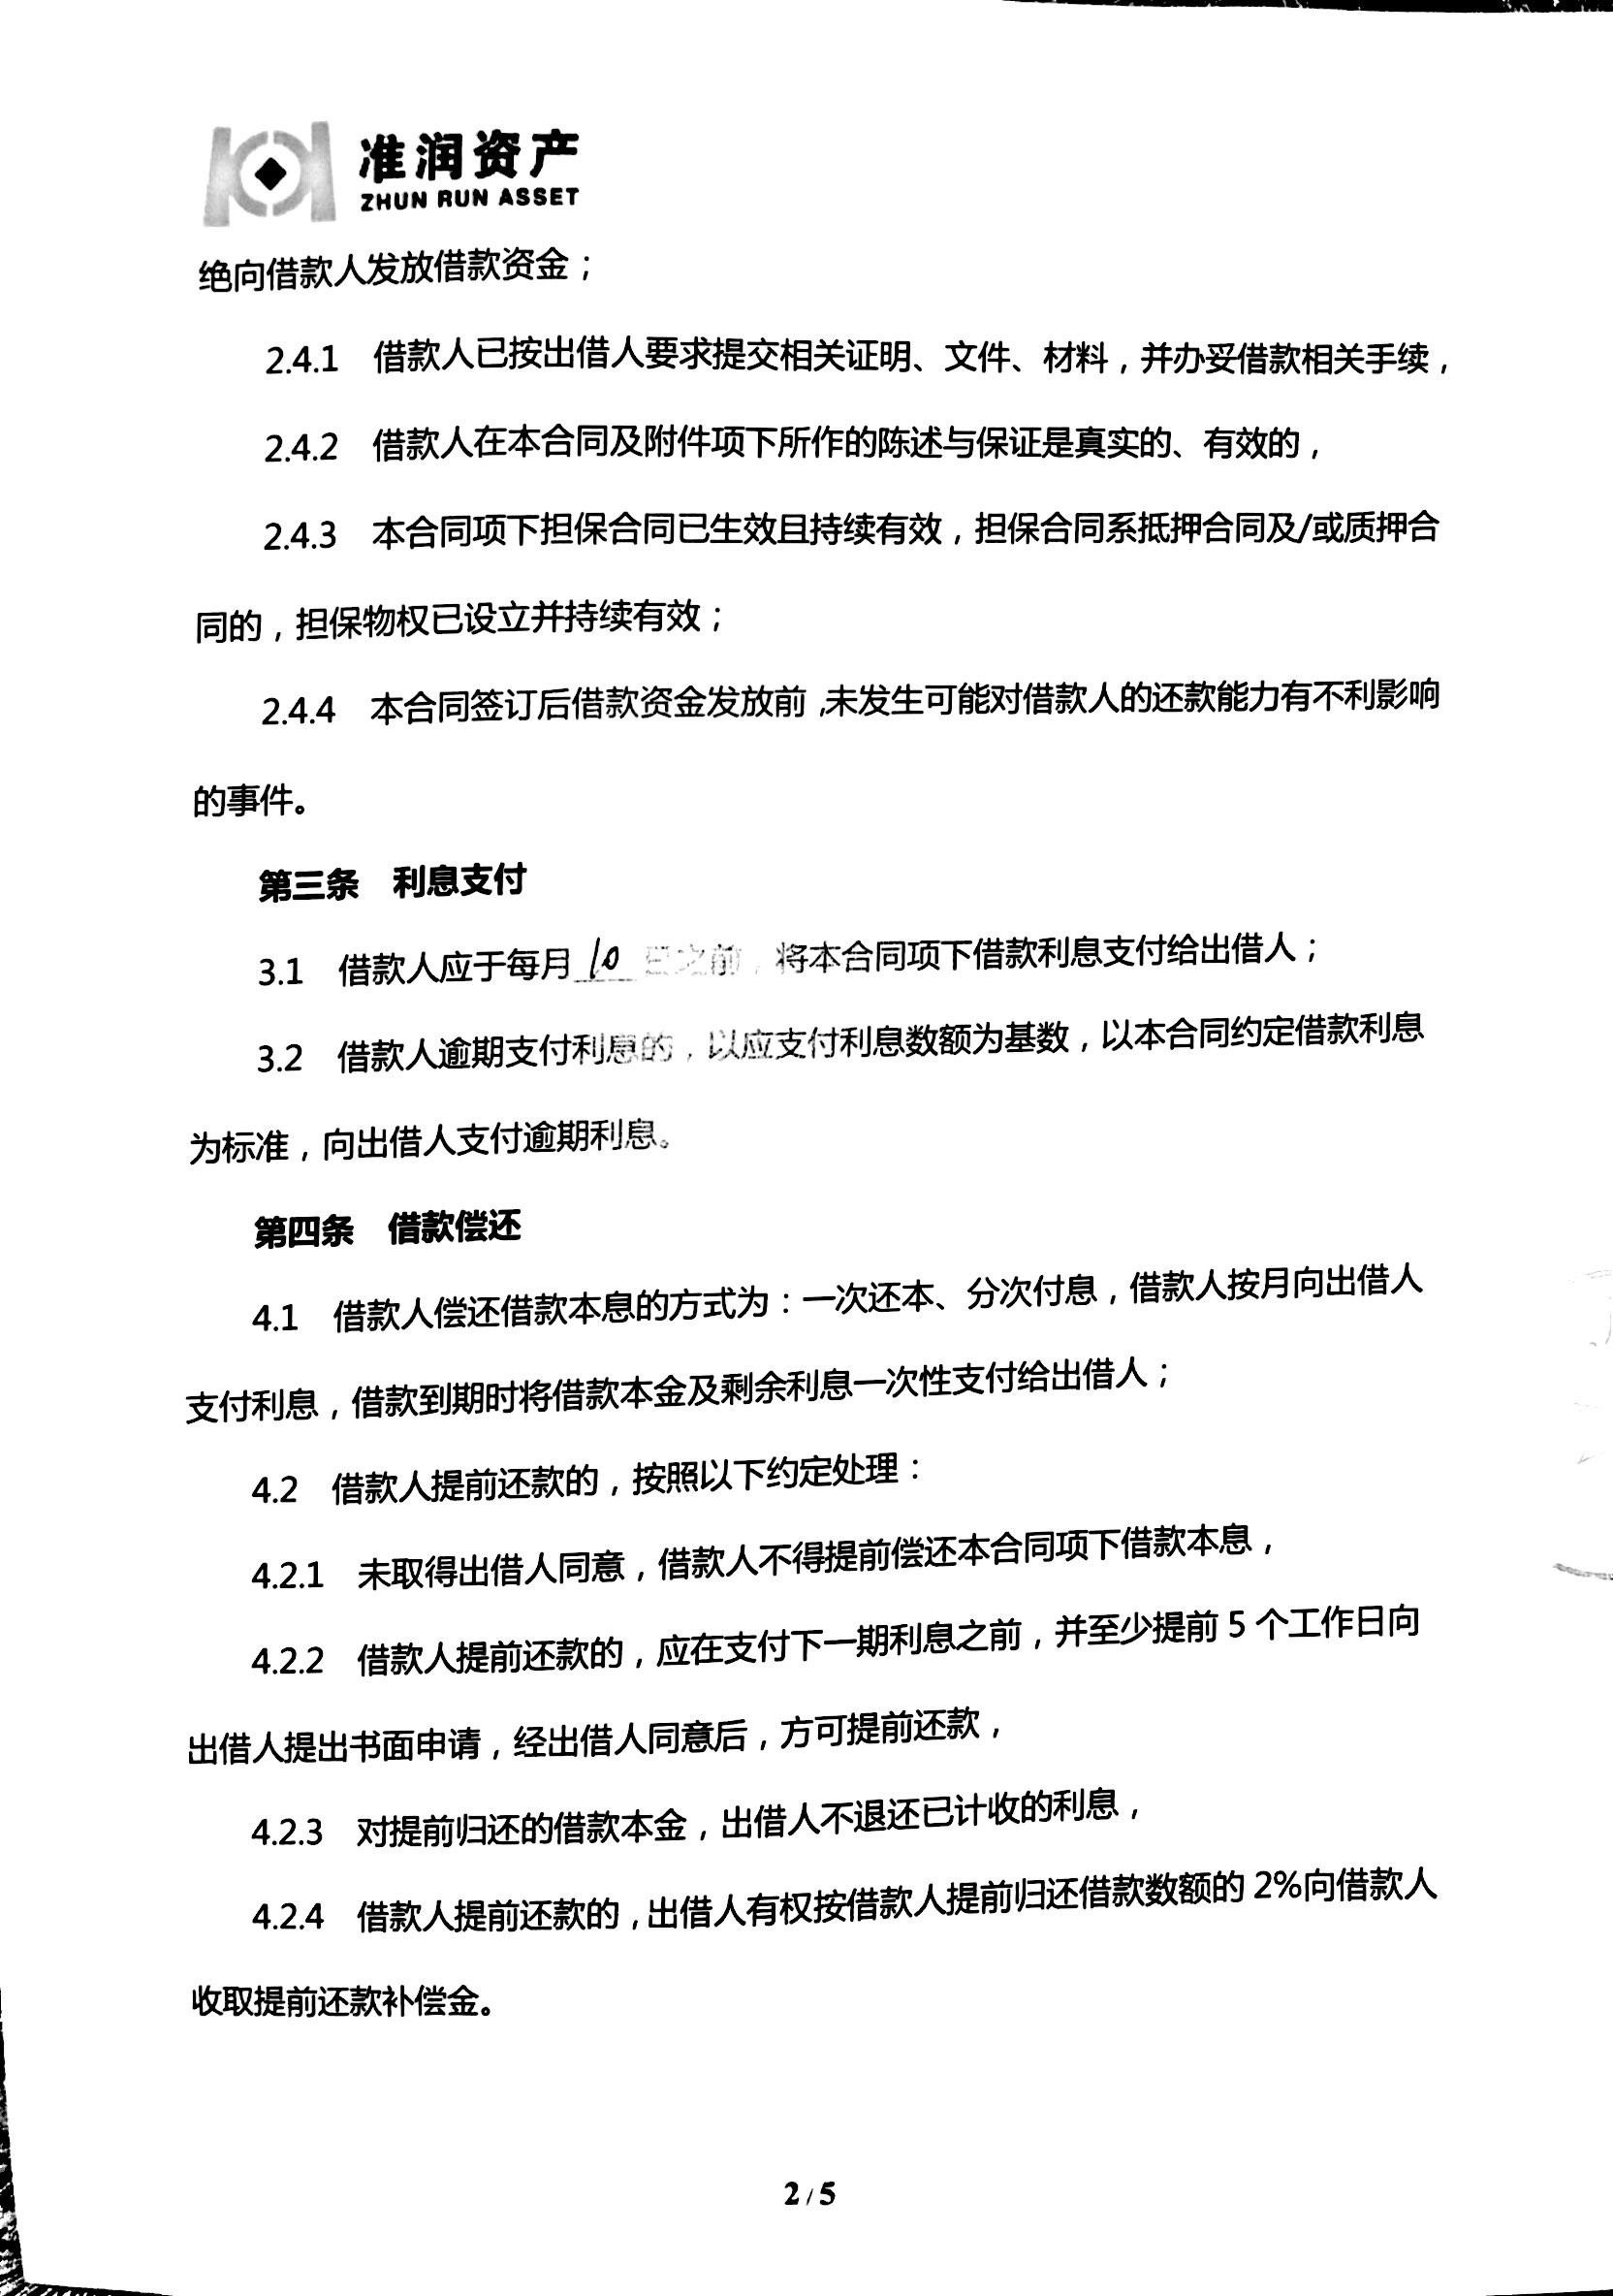 准润资产
ZHUN RUN ASSET
绝向借款人发放借款资金；
2.4.1 借款人已按出借人要求提交相关证明、文件、材料，并办妥借款相关手续，
2.4.2 借款人在本合同及附件项下所作的陈述与保证是真实的、有效的，
2.4.3 本合同项下担保合同已生效且持续有效，担保合同系抵押合同及/或质押合
同的，担保物权已设立并持续有效；
2.4.4 本合同签订后借款资金发放前，未发生可能对借款人的还款能力有不利影响
的事件。
第三条 利息支付
3.1 借款人应于每月10日之前，将本合同项下借款利息支付给出借人；
3.2 借款人逾期支付利息的，以应支付利息数额为基数，以本合同约定借款利息
为标准，向出借人支付逾期利息。
第四条 借款偿还
4.1 借款人偿还借款本息的方式为：一次还本、分次付息，借款人按月向出借人
支付利息，借款到期时将借款本金及剩余利息一次性支付给出借人；
4.2 借款人提前还款的，按照以下约定处理：
4.2.1 未取得出借人同意，借款人不得提前偿还本合同项下借款本息，
4.2.2 借款人提前还款的，应在支付下一期利息之前，并至少提前 5 个工作日向
出借人提出书面申请，经出借人同意后，方可提前还款，
4.2.3 对提前归还的借款本金，出借人不退还已计收的利息，
4.2.4 借款人提前还款的，出借人有权按借款人提前归还借款数额的 2%向借款人
收取提前还款补偿金。
2 / 5